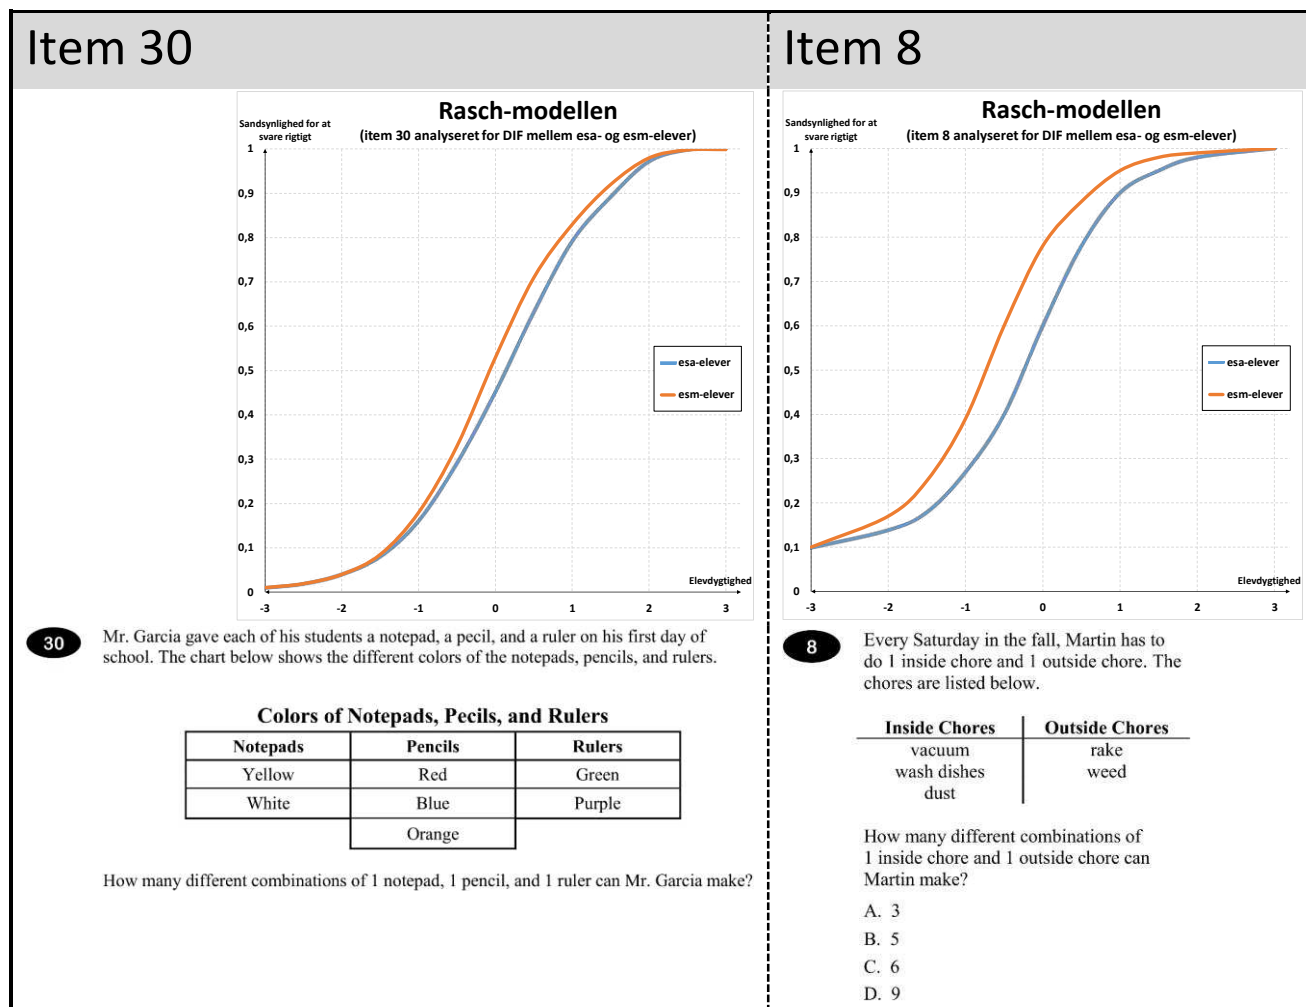 Item 30
Rasch-modellen
(item 30 analyseret for DIF mellem esa- og esm-elever)
Sandsynlighed for at
svare rigtigt
1
0,9
0,8
0,7
0,6
0,5
0,4
0,3
0,2
0,1
0
-3
-2
-1
0
1
2
3
Elevdygtighed
esa-elever
esm-elever
30
Mr. Garcia gave each of his students a notepad, a pecil, and a ruler on his first day of
school. The chart below shows the different colors of the notepads, pencils, and rulers.
Colors of Notepads, Pecils, and Rulers
Notepads Pencils Rulers
Yellow Red Green
White Blue Purple
Orange
How many different combinations of 1 notepad, 1 pencil, and 1 ruler can Mr. Garcia make?
Item 8
Rasch-modellen
(item 8 analyseret for DIF mellem esa- og esm-elever)
Sandsynlighed for at
svare rigtigt
1
0,9
0,8
0,7
0,6
0,5
0,4
0,3
0,2
0,1
0
-3
-2
-1
0
1
2
3
Elevdygtighed
esa-elever
esm-elever
8
Every Saturday in the fall, Martin has to
do 1 inside chore and 1 outside chore. The
chores are listed below.
Inside Chores Outside Chores
vacuum rake
wash dishes weed
dust
How many different combinations of
1 inside chore and 1 outside chore can
Martin make?
A. 3
B. 5
C. 6
D. 9